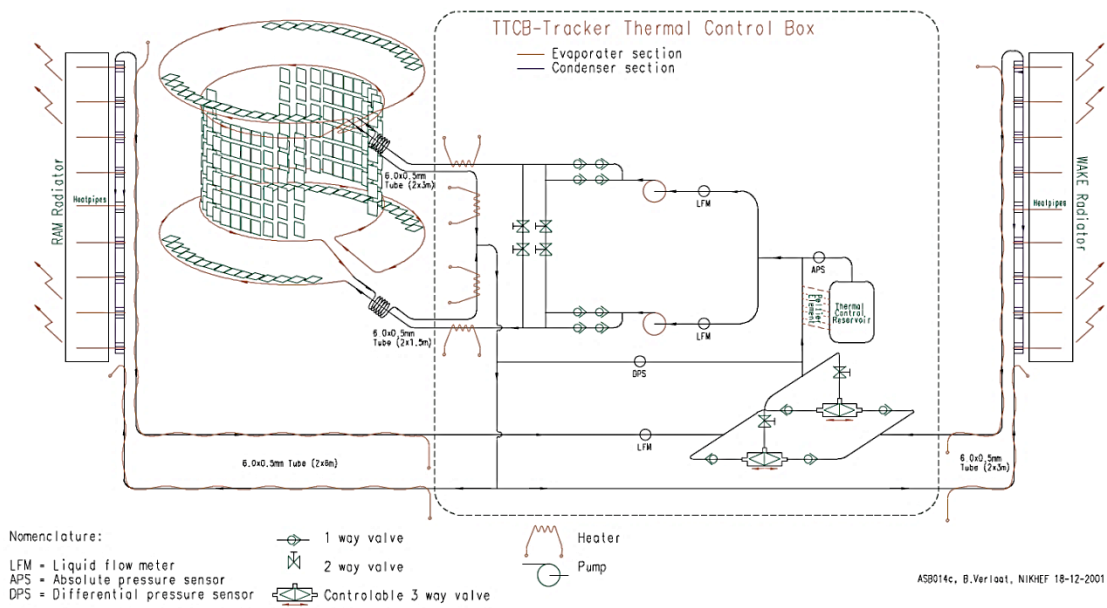 TTCB-Tracker Thermal Control Box
Evaporater section
Condenser section
RAM Radiator
Heatpipes
6.0x0.5mm
Tube (2x3m)
LFM
APS
Peltier
Element
Thermal
Control
Reservoir
WAKE Radiator
Heatpipes
6.0x0.5mm
Tube (2x1.5m)
LFM
DPS
LFM
6.0x0.5mm Tube (2x8m)
6.0x0.5mm
Tube (2x3m)
Nomenclature:
LFM = Liquid flow meter
APS = Absolute pressure sensor
DPS = Differential pressure sensor
1 way valve
2 way valve
Controlable 3 way valve
Heater
Pump
ASB014c, B.Verlaat, NIKHEF 18-12-2001